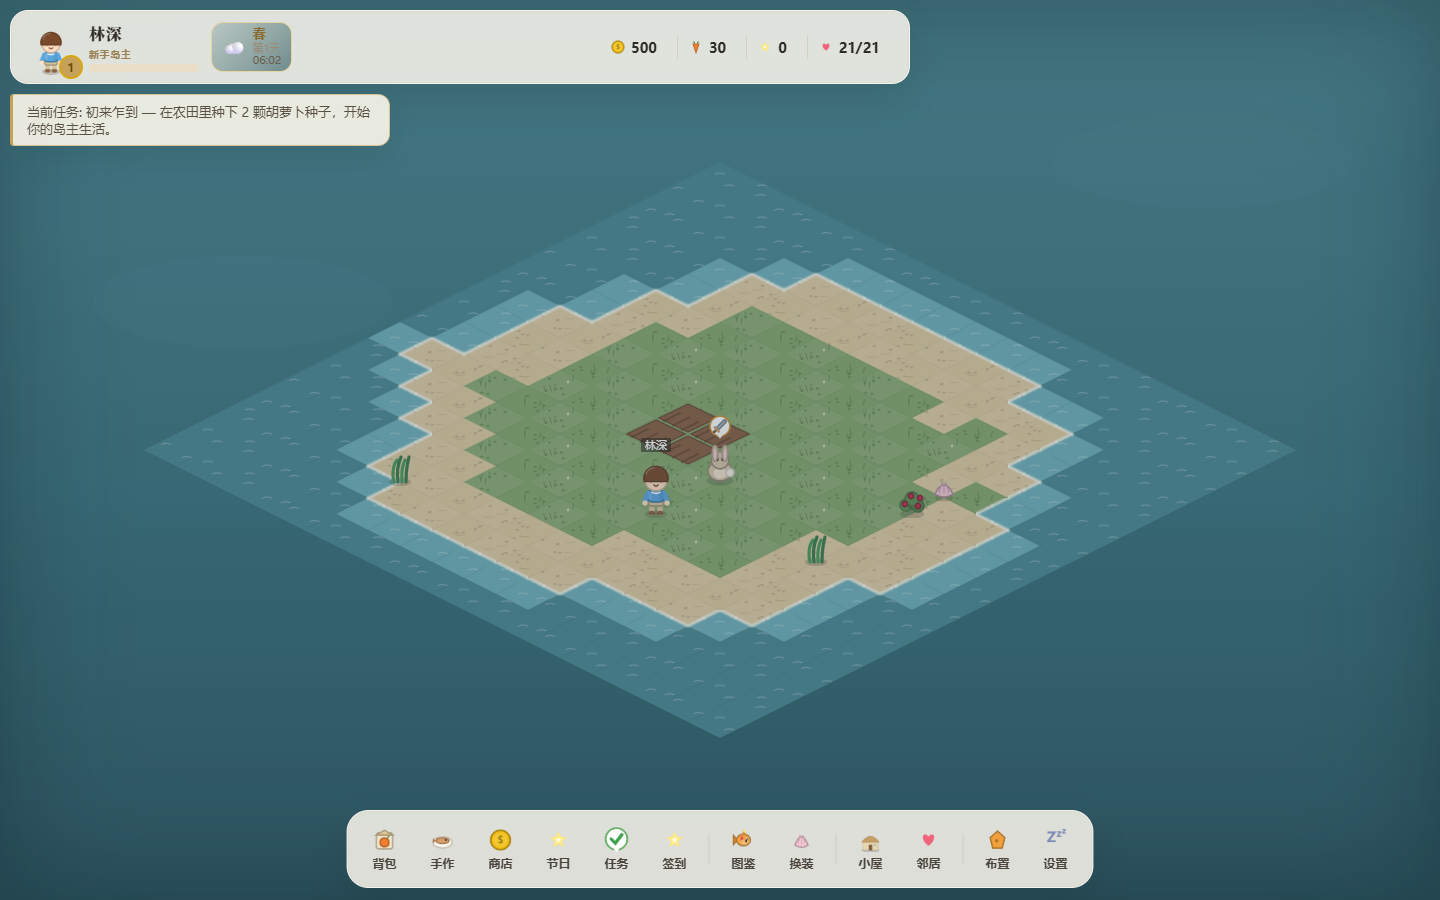 林深
新手岛主
1
春
第1天
06:02
500
30
0
21/21
当前任务: 初来乍到 — 在农田里种下 2 颗胡萝卜种子，开始
你的岛主生活。
林深
背包
手作
商店
节日
任务
签到
图鉴
换装
小屋
邻居
布置
设置